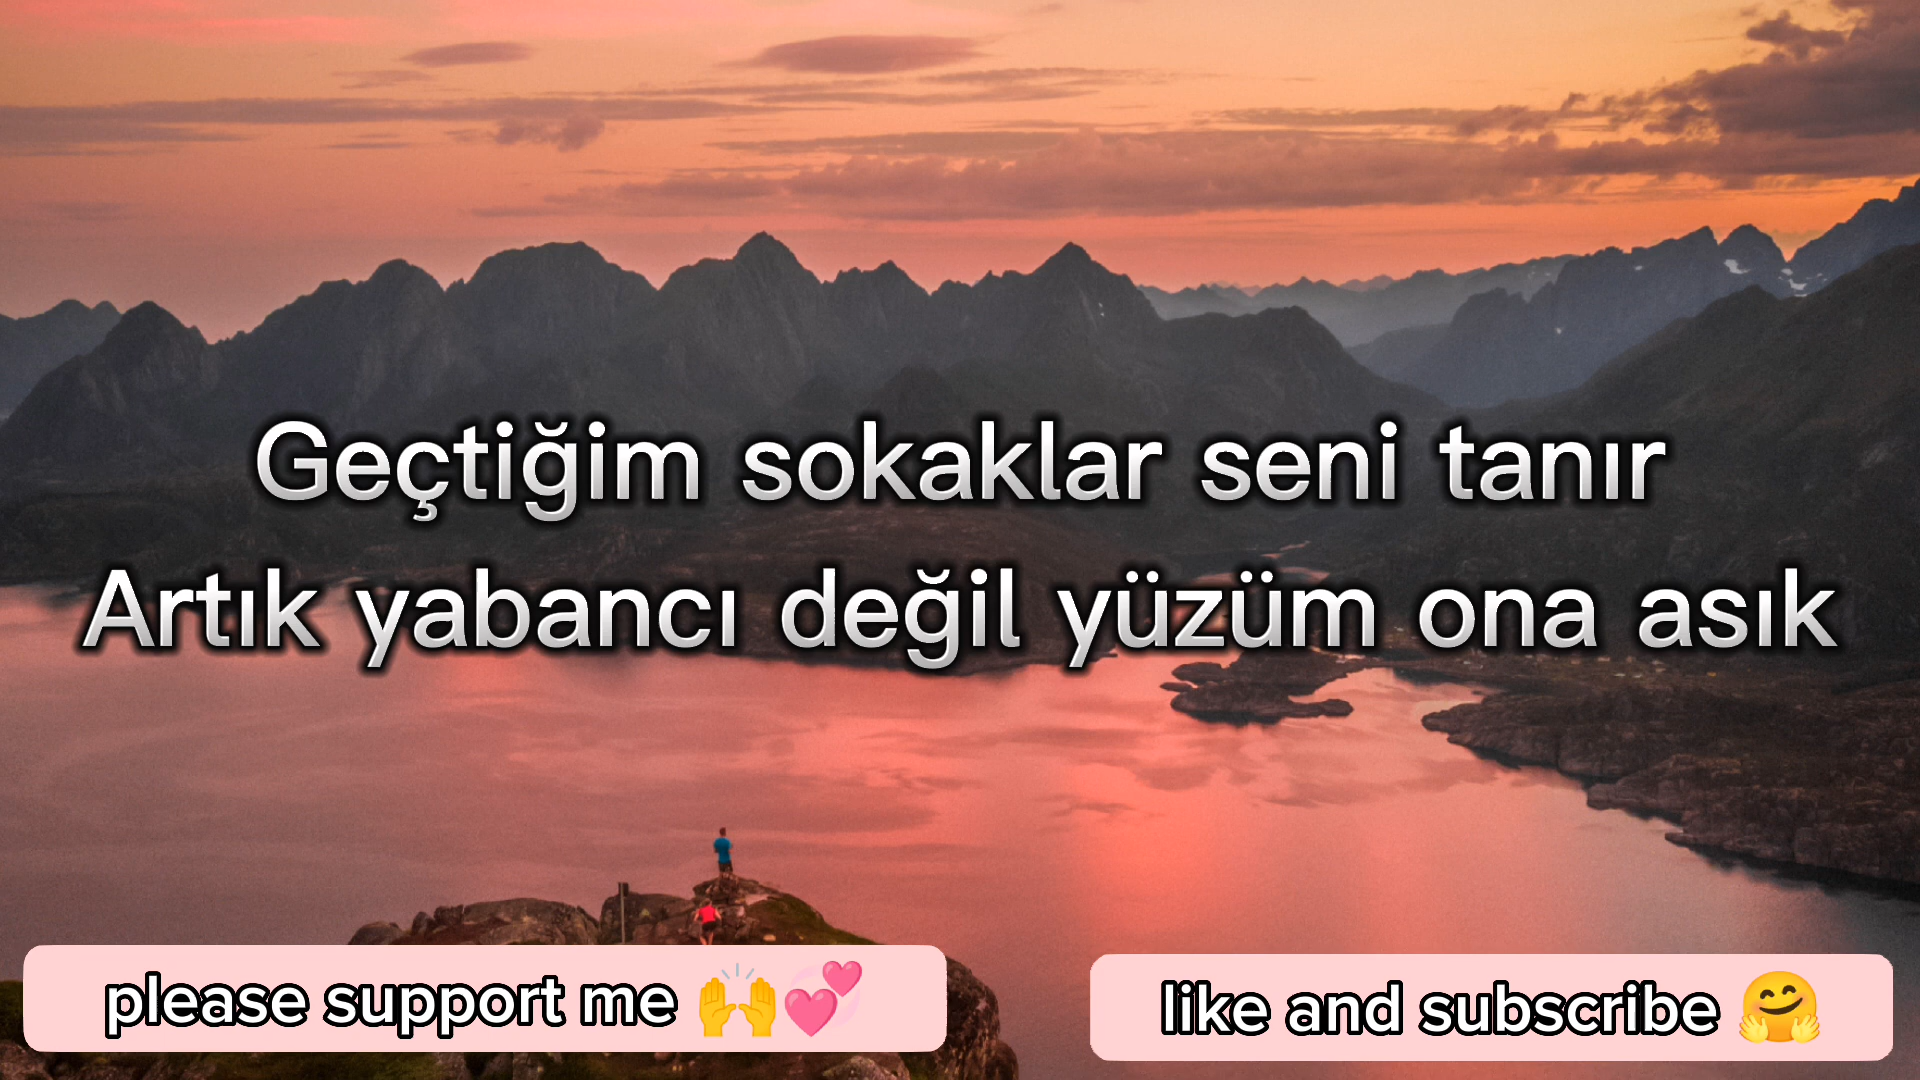 Geçtiğim sokaklar seni tanır
Artık yabancı değil yüzüm ona asık
please support me 🙌💞
like and subscribe 🤗